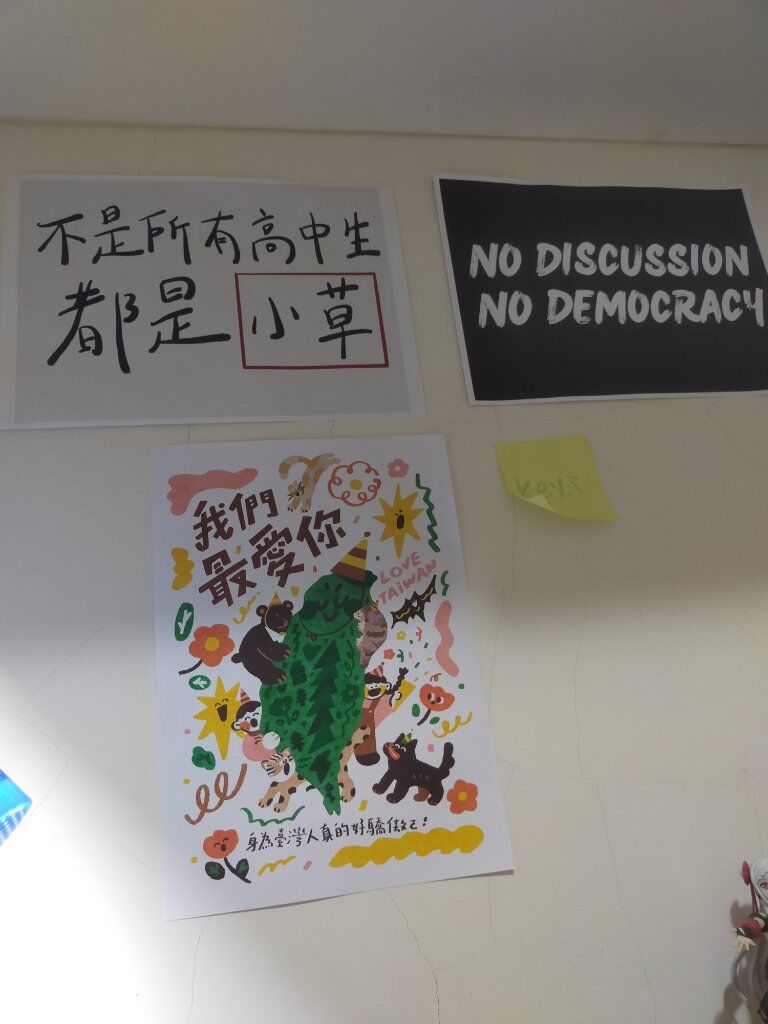 不是所有高中生
都是小草
NO DISCUSSION
NO DEMOCRACY
我們
最愛你
LOVE
TAIWAN
身為臺灣人真的好驕傲ㄛ!